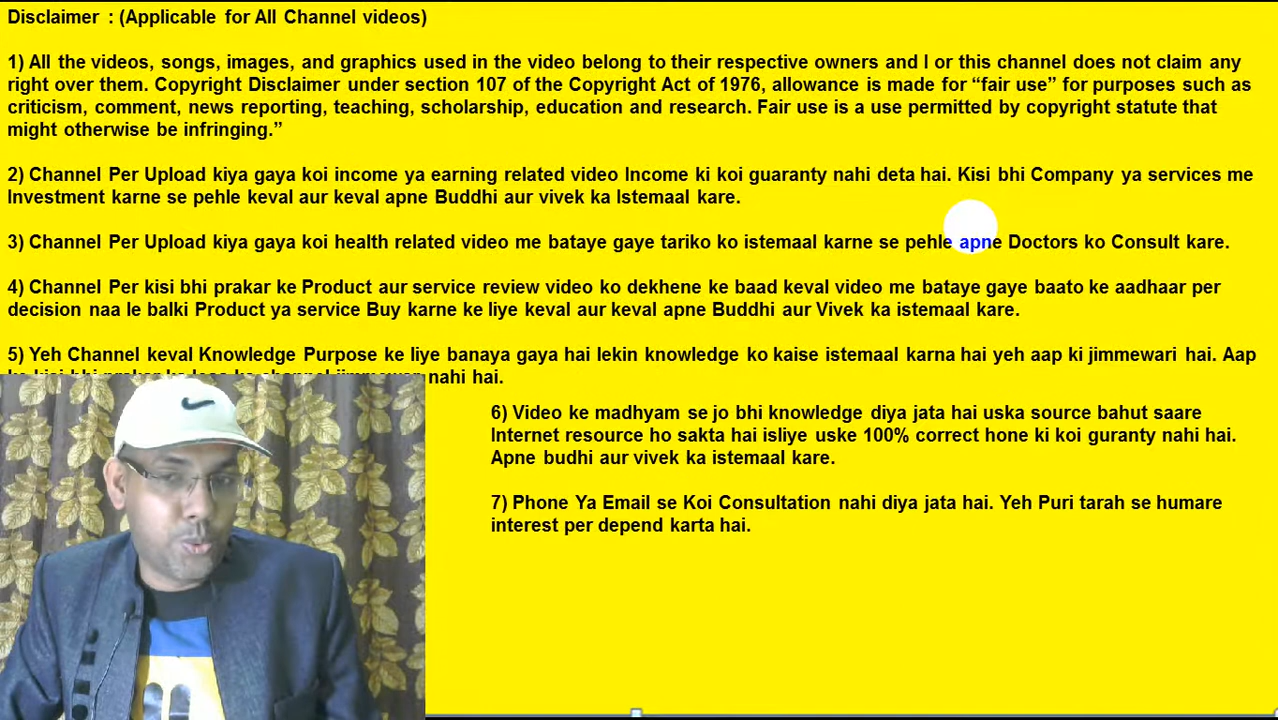 Disclaimer : (Applicable for All Channel videos)
1) All the videos, songs, images, and graphics used in the video belong to their respective owners and I or this channel does not claim any
right over them. Copyright Disclaimer under section 107 of the Copyright Act of 1976, allowance is made for “fair use” for purposes such as
criticism, comment, news reporting, teaching, scholarship, education and research. Fair use is a use permitted by copyright statute that
might otherwise be infringing.”
2) Channel Per Upload kiya gaya koi income ya earning related video Income ki koi guaranty nahi deta hai. Kisi bhi Company ya services me
Investment karne se pehle keval aur keval apne Buddhi aur vivek ka Istemaal kare.
3) Channel Per Upload kiya gaya koi health related video me bataye gaye tariko ko istemaal karne se pehle apne Doctors ko Consult kare.
4) Channel Per kisi bhi prakar ke Product aur service review video ko dekhene ke baad keval video me bataye gaye baato ke aadhaar per
decision naa le balki Product ya service Buy karne ke liye keval aur keval apne Buddhi aur Vivek ka istemaal kare.
5) Yeh Channel keval Knowledge Purpose ke liye banaya gaya hai lekin knowledge ko kaise istemaal karna hai yeh aap ki jimmewari hai. Aap
nahi hai.
6) Video ke madhyam se jo bhi knowledge diya jata hai uska source bahut saare
Internet resource ho sakta hai isliye uske 100% correct hone ki koi guranty nahi hai.
Apne budhi aur vivek ka istemaal kare.
7) Phone Ya Email se Koi Consultation nahi diya jata hai. Yeh Puri tarah se humare
interest per depend karta hai.